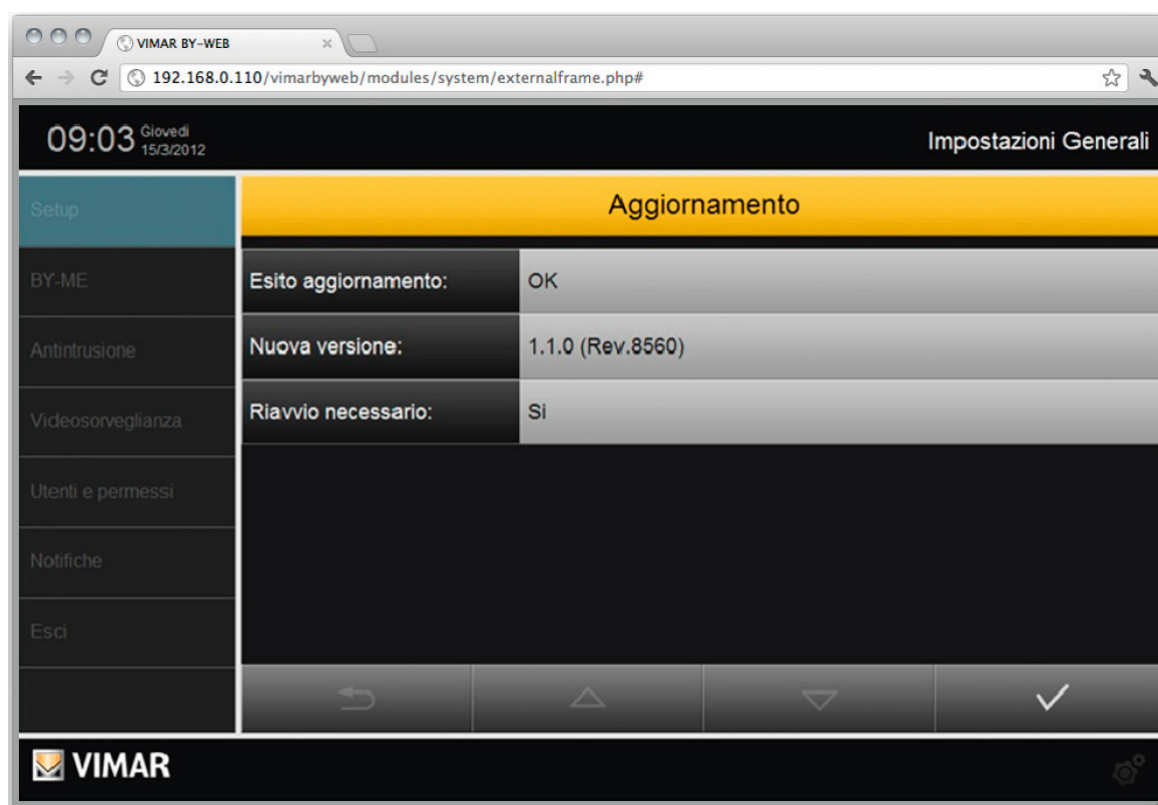 VIMAR BY-WEB
192.168.0.110/vimarbyweb/modules/system/externalframe.php#
09:03 Giovedì 15/3/2012
Impostazioni Generali
Setup
Aggiornamento
BY-ME
Esito aggiornamento: OK
Antintrusione
Nuova versione: 1.1.0 (Rev.8560)
Videosorveglianza
Riavvio necessario: Si
Utenti e permessi
Notifiche
Esci
VIMAR